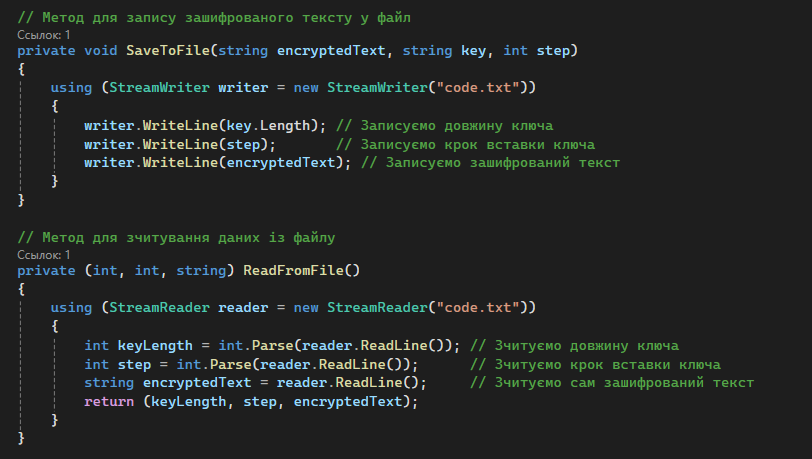 // Метод для запису зашифрованого тексту у файл
Ссылок: 1
private void SaveToFile(string encryptedText, string key, int step)
{
    using (StreamWriter writer = new StreamWriter("code.txt"))
    {
        writer.WriteLine(key.Length); // Записуємо довжину ключа
        writer.WriteLine(step);       // Записуємо крок вставки ключа
        writer.WriteLine(encryptedText); // Записуємо зашифрований текст
    }
}
// Метод для зчитування даних із файлу
Ссылок: 1
private (int, int, string) ReadFromFile()
{
    using (StreamReader reader = new StreamReader("code.txt"))
    {
        int keyLength = int.Parse(reader.ReadLine()); // Зчитуємо довжину ключа
        int step = int.Parse(reader.ReadLine());      // Зчитуємо крок вставки ключа
        string encryptedText = reader.ReadLine();     // Зчитуємо сам зашифрований текст
        return (keyLength, step, encryptedText);
    }
}